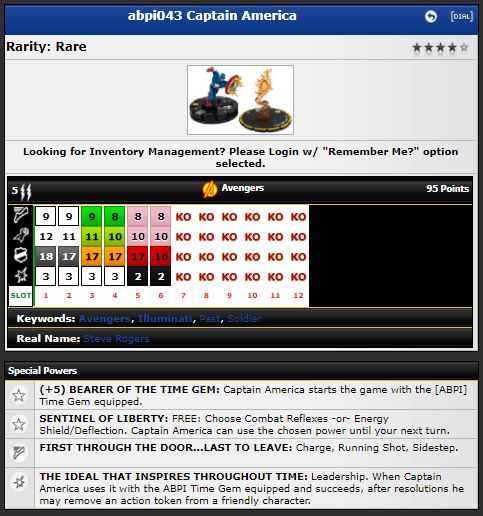 abpi043 Captain America
[DIAL]
Rarity: Rare
Looking for Inventory Management? Please Login w/ "Remember Me?" option
selected.
5 Avengers 95 Points
9 9 9 8 8 8 KO KO KO KO KO KO
12 11 11 10 10 10 KO KO KO KO KO KO
18 17 17 17 17 16 KO KO KO KO KO KO
3 3 3 3 2 2 KO KO KO KO KO KO
SLOT 1 2 3 4 5 6 7 8 9 10 11 12
Keywords: Avengers, Illuminati, Past, Soldier
Real Name: Steve Rogers
Special Powers
(+5) BEARER OF THE TIME GEM: Captain America starts the game with the [ABPI]
Time Gem equipped.
SENTINEL OF LIBERTY: FREE: Choose Combat Reflexes -or- Energy
Shield/Deflection. Captain America can use the chosen power until your next turn.
FIRST THROUGH THE DOOR...LAST TO LEAVE: Charge, Running Shot, Sidestep.
THE IDEAL THAT INSPIRES THROUGHOUT TIME: Leadership. When Captain
America uses it with the ABPI Time Gem equipped and succeeds, after resolutions he
may remove an action token from a friendly character.